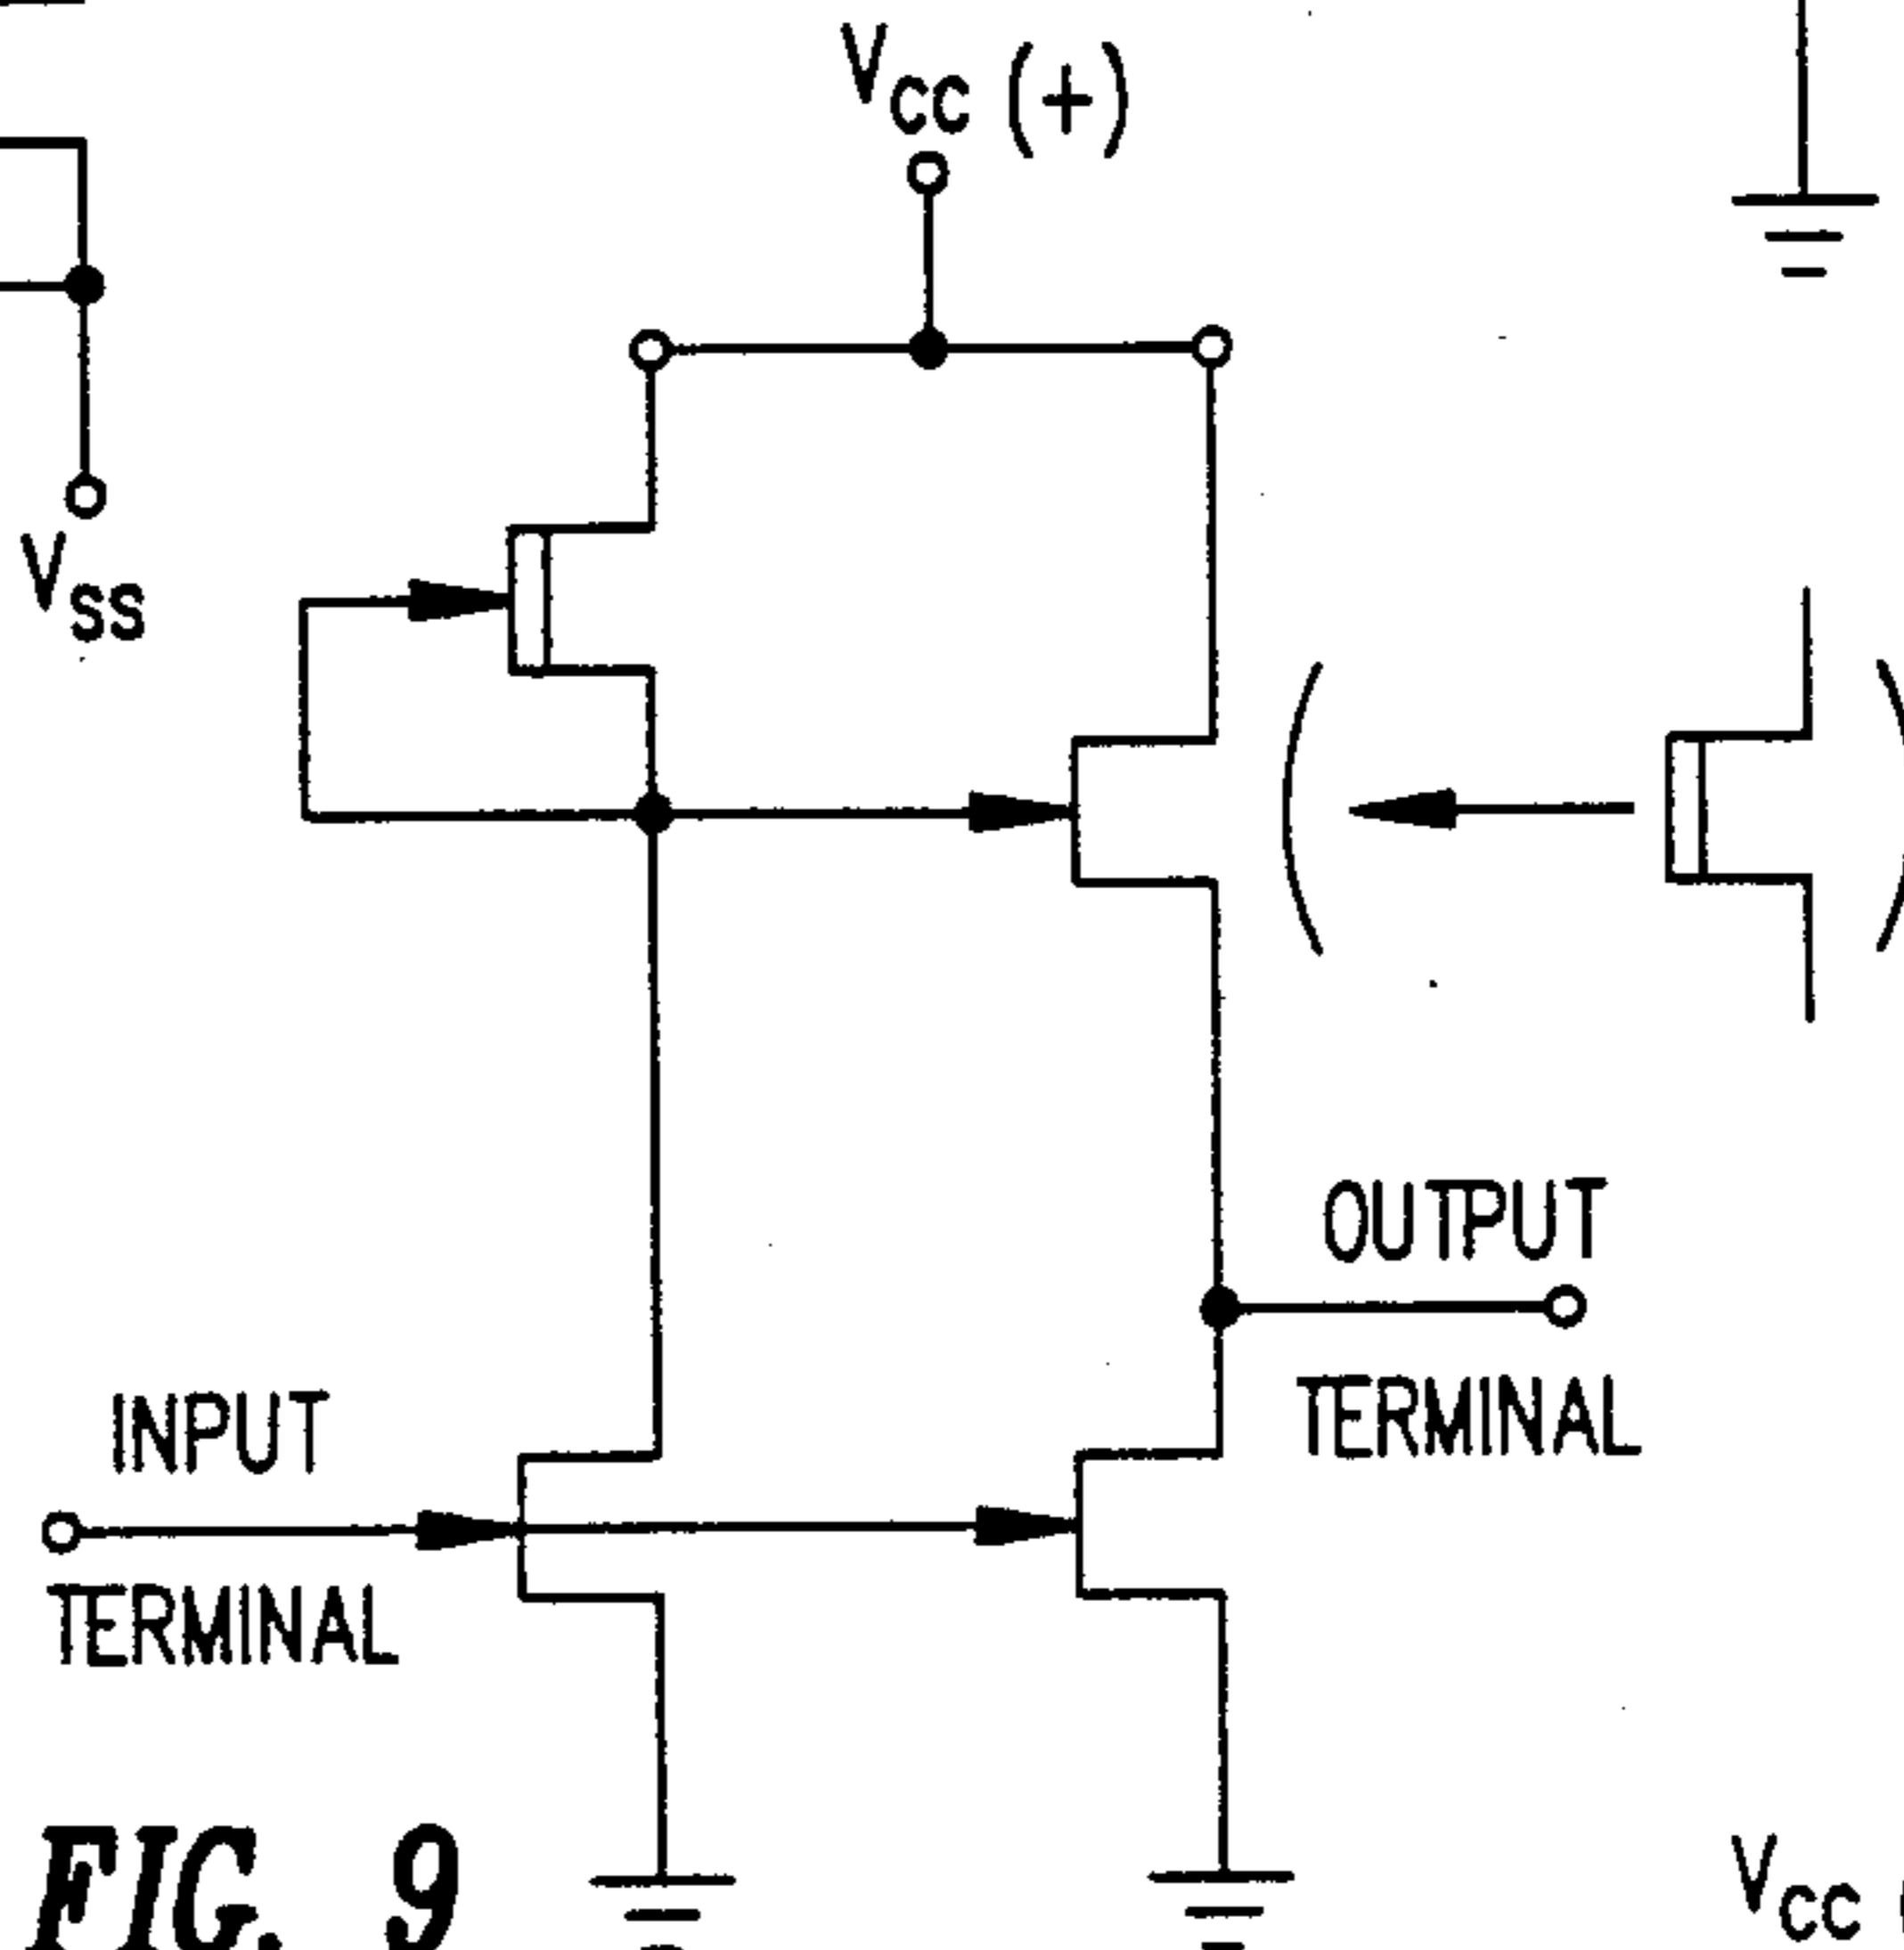 VCC (+)
VSS
OUTPUT
TERMINAL
INPUT
TERMINAL
FIG. 9
VCC